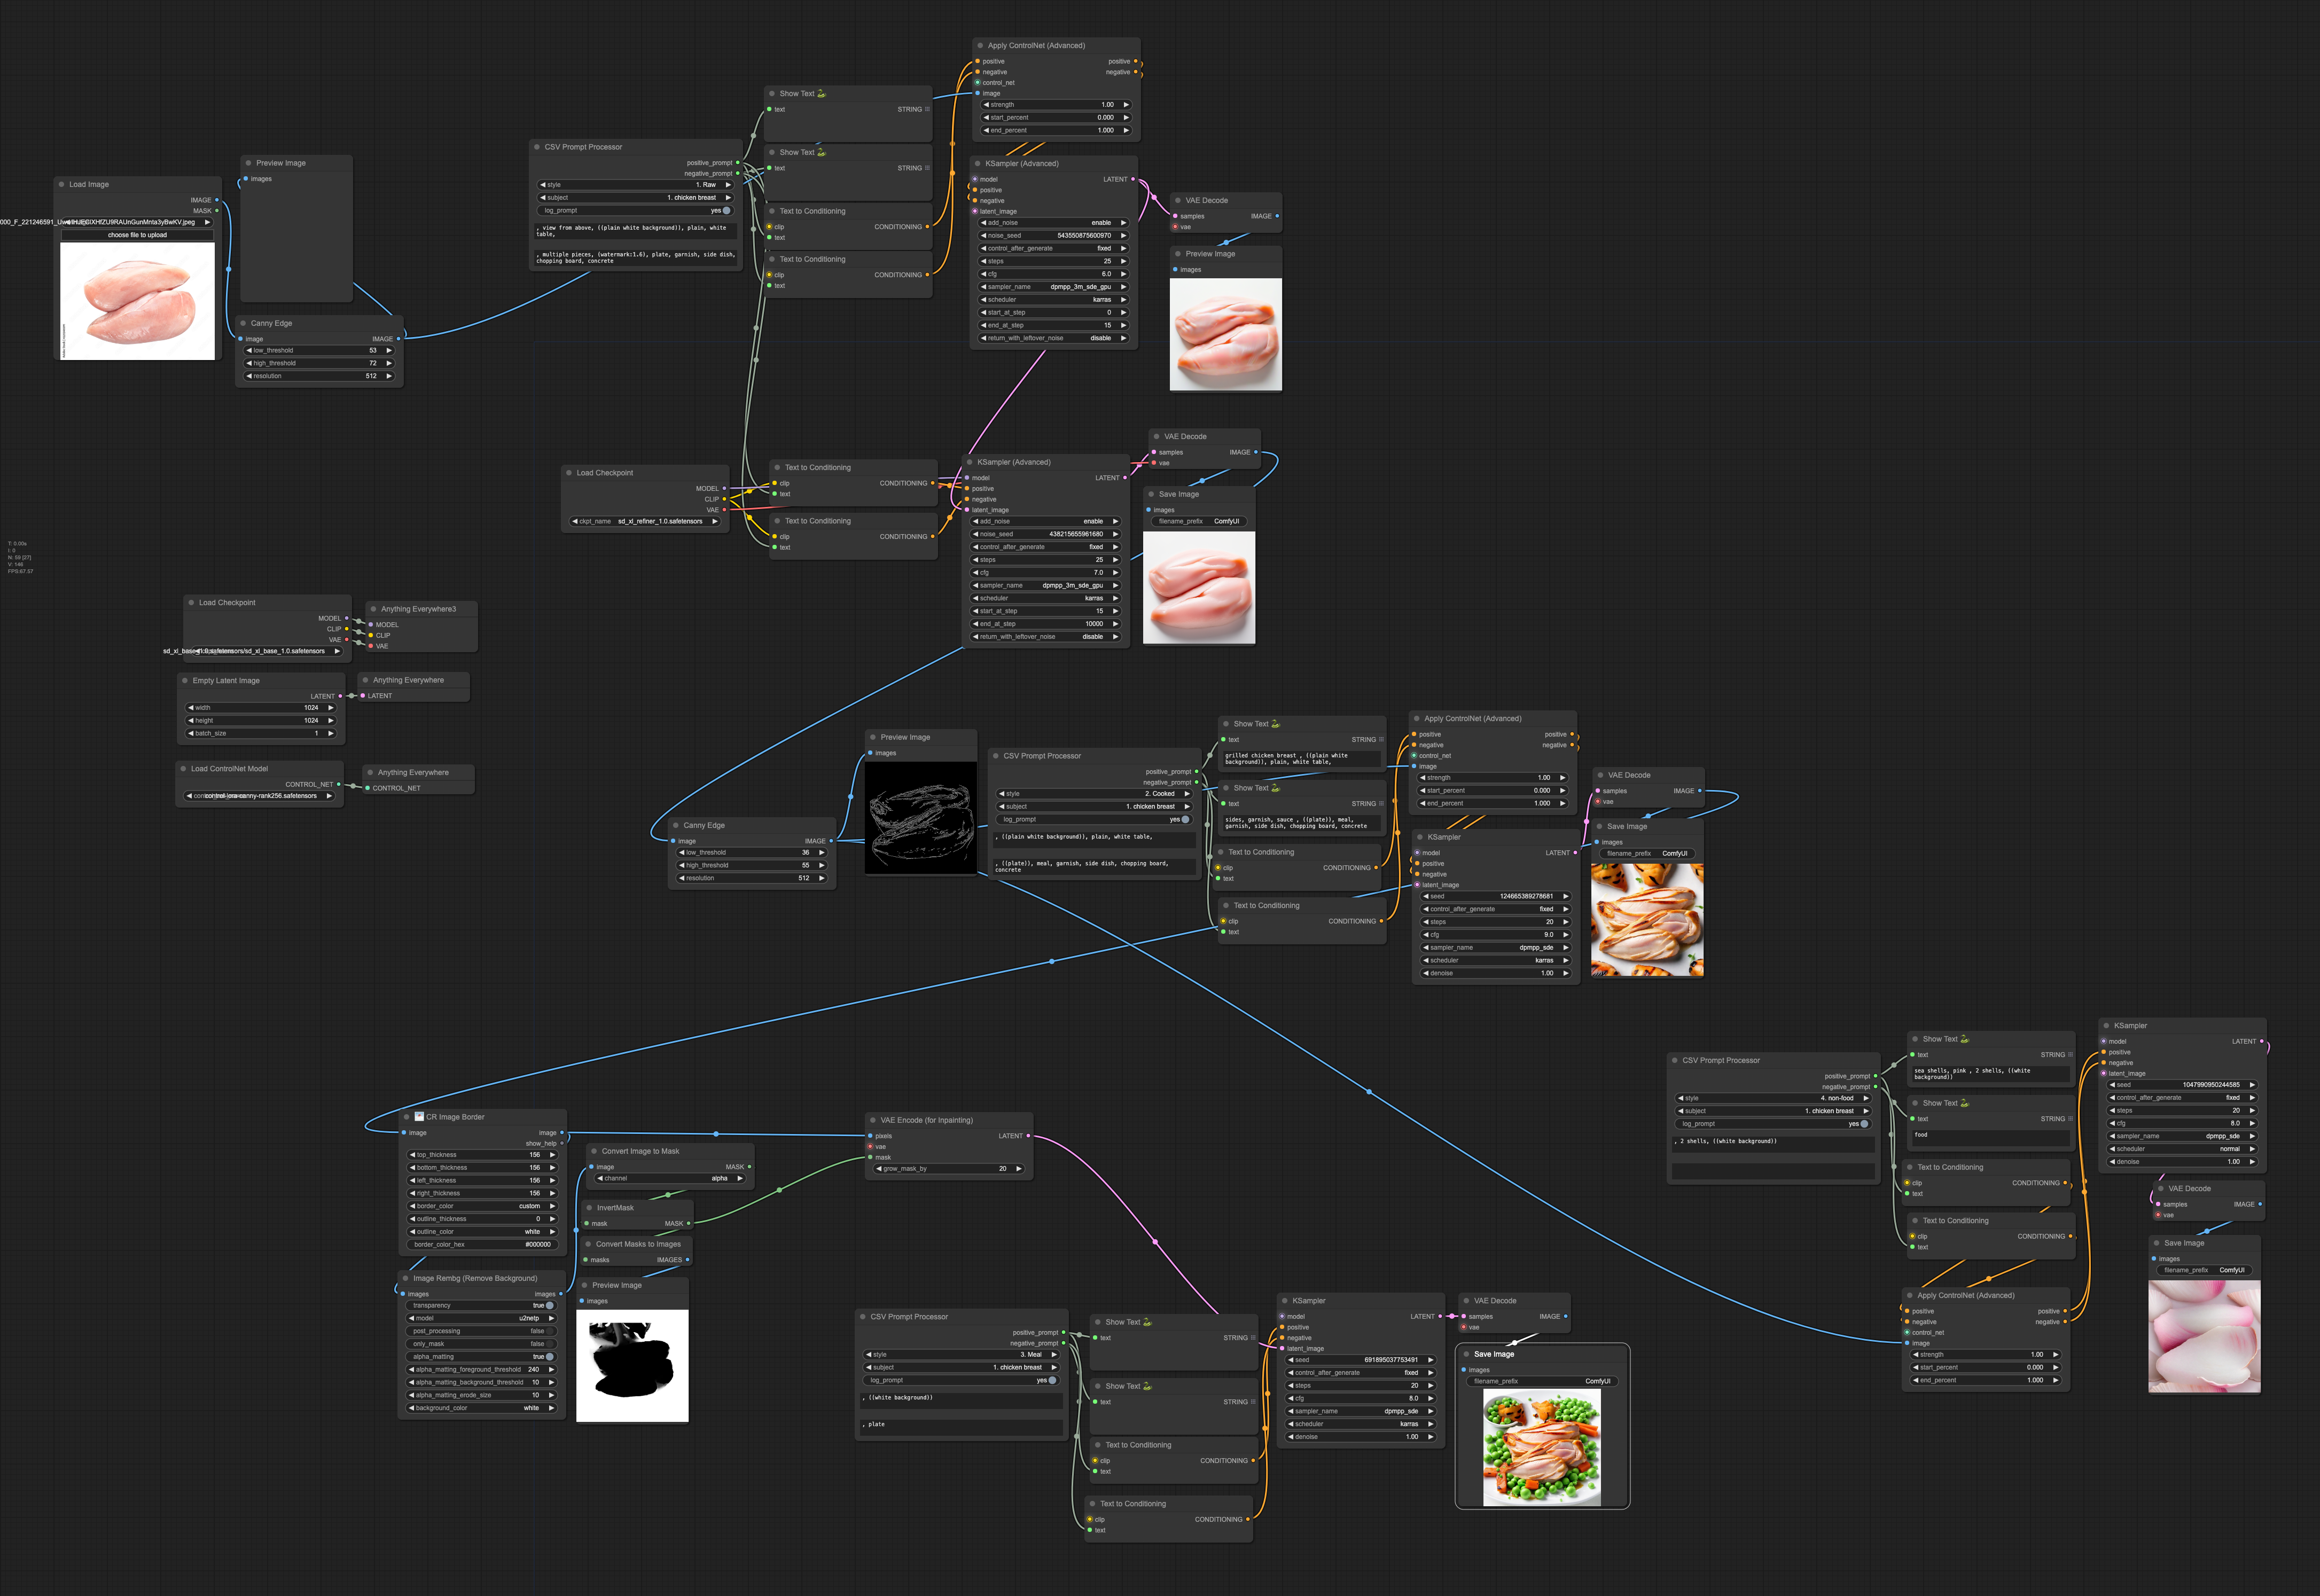 Load Image
IMAGE
MASK
choose file to upload
Preview Image
images
Canny Edge
image IMAGE
low_threshold 53
high_threshold 72
resolution 512
CSV Prompt Processor
positive_prompt
negative_prompt
style 1. Raw
subject 1. chicken breast
log_prompt yes
, view from above, ((plain white background)), plain, white
table,
, multiple pieces, (watermark:1.6), plate, garnish, side dish,
chopping board, concrete
Show Text
text STRING
Show Text
text STRING
Text to Conditioning
clip CONDITIONING
text
Text to Conditioning
clip CONDITIONING
text
Apply ControlNet (Advanced)
positive positive
negative negative
control_net
image
strength 1.00
start_percent 0.000
end_percent 1.000
KSampler (Advanced)
model LATENT
positive
negative
latent_image
add_noise enable
noise_seed 543550875600970
control_after_generate fixed
steps 25
cfg 6.0
sampler_name dpmpp_3m_sde_gpu
scheduler karras
start_at_step 0
end_at_step 15
return_with_leftover_noise disable
VAE Decode
samples IMAGE
vae
Preview Image
images
Load Checkpoint
MODEL
CLIP
VAE
ckpt_name sd_xl_refiner_1.0.safetensors
Text to Conditioning
clip CONDITIONING
text
Text to Conditioning
clip CONDITIONING
text
KSampler (Advanced)
model LATENT
positive
negative
latent_image
add_noise enable
noise_seed 438215655961680
control_after_generate fixed
steps 25
cfg 7.0
sampler_name dpmpp_3m_sde_gpu
scheduler karras
start_at_step 15
end_at_step 10000
return_with_leftover_noise disable
VAE Decode
samples IMAGE
vae
Save Image
images
filename_prefix ComfyUI
T: 0.00s
I: 0
N: 59 [27]
V: 148
FPS:67.57
Load Checkpoint
MODEL
CLIP
VAE
Anything Everywhere3
MODEL
CLIP
VAE
Empty Latent Image
LATENT
width 1024
height 1024
batch_size 1
Anything Everywhere
LATENT
Load ControlNet Model
CONTROL_NET
Anything Everywhere
CONTROL_NET
Canny Edge
image IMAGE
low_threshold 36
high_threshold 55
resolution 512
Preview Image
images
CSV Prompt Processor
positive_prompt
negative_prompt
style 2. Cooked
subject 1. chicken breast
log_prompt yes
, ((plain white background)), plain, white table,
, ((plate)), meal, garnish, side dish, chopping board,
concrete
Show Text
text STRING
grilled chicken breast , ((plain white
background)), plain, white table,
Show Text
text STRING
sides, garnish, sauce , ((plate)), meal,
garnish, side dish, chopping board, concrete
Text to Conditioning
clip CONDITIONING
text
Text to Conditioning
clip CONDITIONING
text
Apply ControlNet (Advanced)
positive positive
negative negative
control_net
image
strength 1.00
start_percent 0.000
end_percent 1.000
KSampler
model LATENT
positive
negative
latent_image
seed 124665389278681
control_after_generate fixed
steps 20
cfg 9.0
sampler_name dpmpp_sde
scheduler karras
denoise 1.00
VAE Decode
samples IMAGE
vae
Save Image
images
filename_prefix ComfyUI
CR Image Border
image image
show_help
top_thickness 156
bottom_thickness 156
left_thickness 156
right_thickness 156
border_color custom
outline_thickness 0
outline_color white
border_color_hex #000000
Image Rembg (Remove Background)
images images
transparency true
model u2netp
post_processing false
only_mask false
alpha_matting true
alpha_matting_foreground_threshold 240
alpha_matting_background_threshold 10
alpha_matting_erode_size 10
background_color white
Convert Image to Mask
image MASK
channel alpha
InvertMask
mask MASK
Convert Masks to Images
masks IMAGES
Preview Image
images
VAE Encode (for Inpainting)
pixels LATENT
vae
mask
grow_mask_by 20
CSV Prompt Processor
positive_prompt
negative_prompt
style 3. Meal
subject 1. chicken breast
log_prompt yes
, ((white background))
, plate
Show Text
text STRING
Show Text
text STRING
Text to Conditioning
clip CONDITIONING
text
Text to Conditioning
clip CONDITIONING
text
KSampler
model LATENT
positive
negative
latent_image
seed 691895037753491
control_after_generate fixed
steps 20
cfg 8.0
sampler_name dpmpp_sde
scheduler karras
denoise 1.00
VAE Decode
samples IMAGE
vae
Save Image
images
filename_prefix ComfyUI
CSV Prompt Processor
positive_prompt
negative_prompt
style 4. non-food
subject 1. chicken breast
log_prompt yes
, 2 shells, ((white background))
Show Text
text STRING
sea shells, pink , 2 shells, ((white
background))
Show Text
text STRING
food
Text to Conditioning
clip CONDITIONING
text
Text to Conditioning
clip CONDITIONING
text
Apply ControlNet (Advanced)
positive positive
negative negative
control_net
image
strength 1.00
start_percent 0.000
end_percent 1.000
KSampler
model LATENT
positive
negative
latent_image
seed 1047990950244585
control_after_generate fixed
steps 20
cfg 8.0
sampler_name dpmpp_sde
scheduler normal
denoise 1.00
VAE Decode
samples IMAGE
vae
Save Image
images
filename_prefix ComfyUI